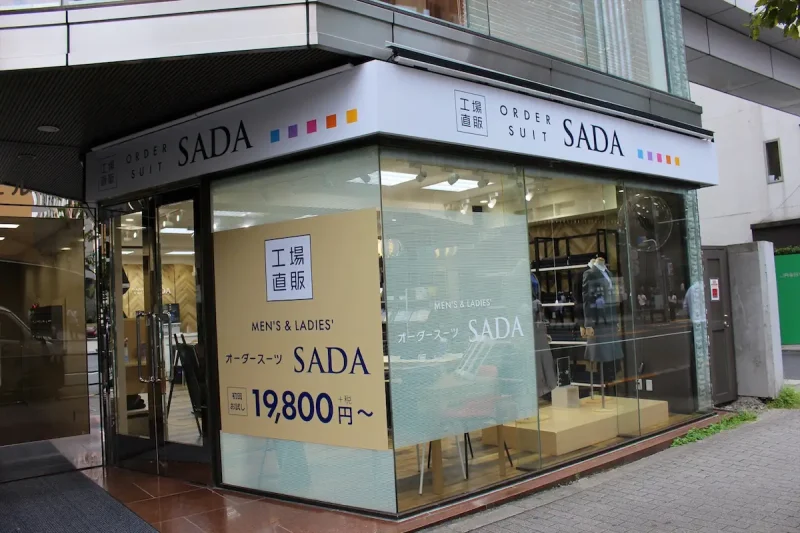 工場
直販
ORDER
SUIT
SADA
工場
直販
ORDER
SUIT
SADA
工場
直販
MEN'S & LADIES'
オーダースーツ SADA
初回
お試し
19,800円～
+税
MEN'S & LADIES'
オーダースーツ SADA